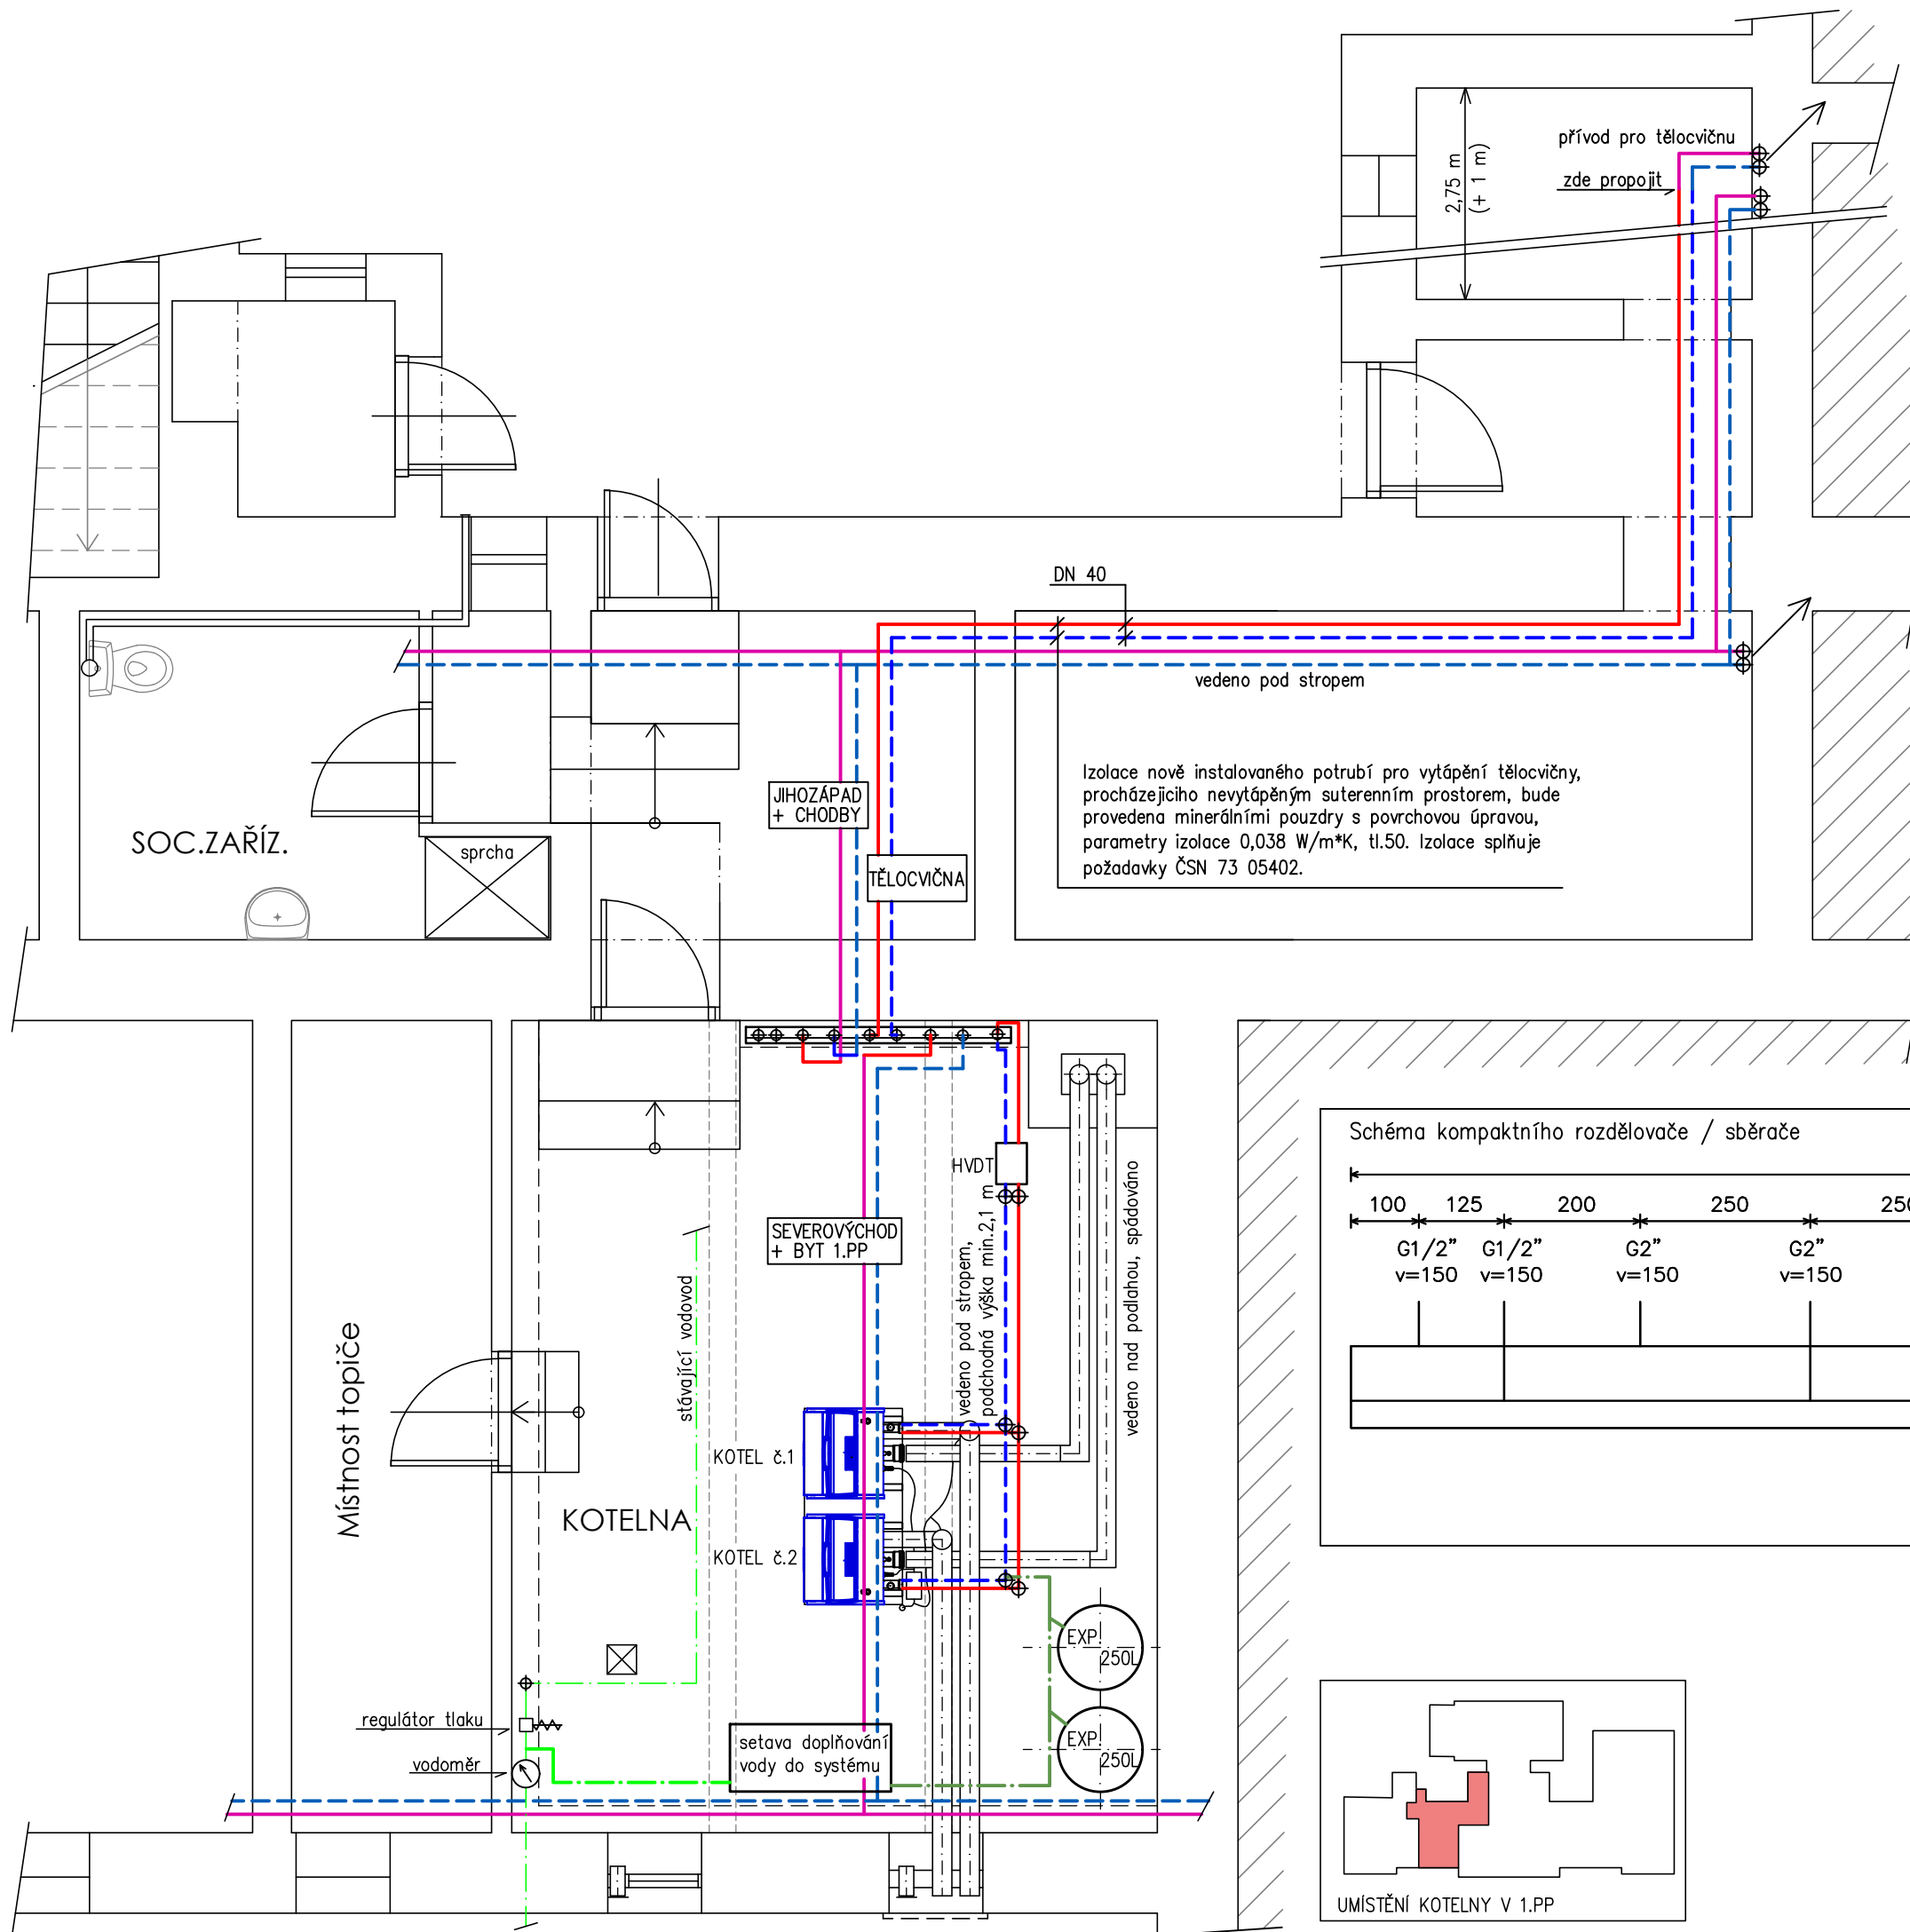 přívod pro tělocvičnu
zde propojit
2,75 m
(+ 1 m)
DN 40
vedeno pod stropem
Izolace nově instalovaného potrubí pro vytápění tělocvičny,
procházejiciho nevytápěným suterenním prostorem, bude
provedena minerálními pouzdry s povrchovou úpravou,
parametry izolace 0,038 W/m*K, tl.50. Izolace splňuje
požadavky ČSN 73 05402.
JIHOZÁPAD
+ CHODBY
TĚLOCVIČNA
SOC.ZAŘÍZ.
sprcha
HVDT
SEVEROVÝCHOD
+ BYT 1.PP
stávající vodovod
vedeno pod stropem,
podchodná výška min.2,1 m
vedeno nad podlahou, spádováno
Místnost topiče
KOTELNA
KOTEL č.1
KOTEL č.2
EXP.
250L
EXP.
250L
regulátor tlaku
vodoměr
setava doplňování
vody do systému
Schéma kompaktního rozdělovače / sběrače
100 125 200 250
G1/2" G1/2" G2" G2"
v=150 v=150 v=150 v=150
UMÍSTĚNÍ KOTELNY V 1.PP